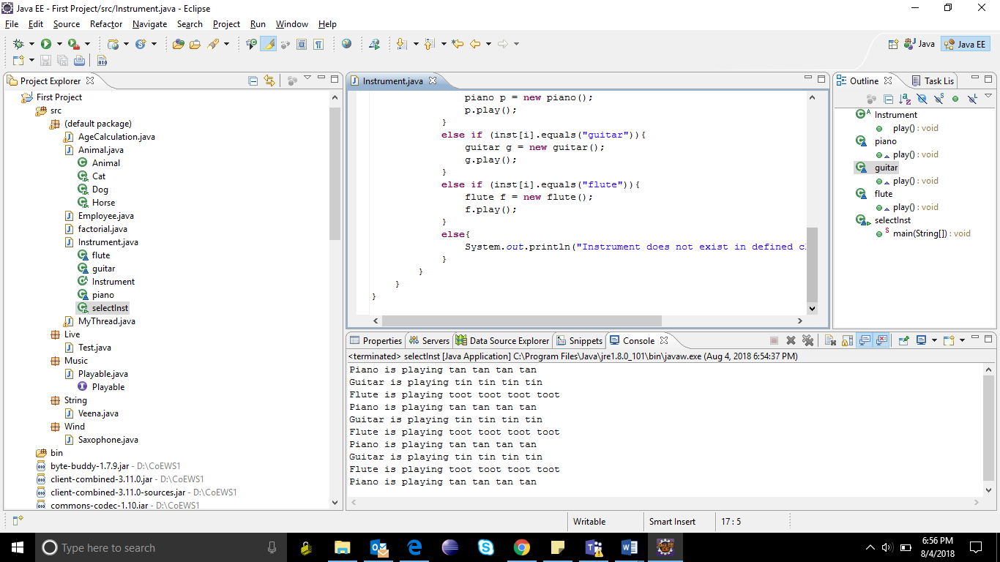 Java EE - First Project/src/Instrument.java - Eclipse
File Edit Source Refactor Navigate Search Project Run Window Help
Java Java EE
Project Explorer
First Project
src
(default package)
AgeCalculation.java
Animal.java
Animal
Cat
Dog
Horse
Employee.java
factorial.java
Instrument.java
flute
guitar
Instrument
piano
selectInst
MyThread.java
Live
Test.java
Music
Playable.java
Playable
String
Veena.java
Wind
Saxophone.java
bin
byte-buddy-1.7.9.jar - D:\CoEWS1
client-combined-3.11.0.jar - D:\CoEWS1
client-combined-3.11.0-sources.jar - D:\CoEWS1
commons-codec-1.10.jar - D:\CoEWS1
Instrument.java
piano p = new piano();
p.play();
}
else if (inst[i].equals("guitar")){
guitar g = new guitar();
g.play();
}
else if (inst[i].equals("flute")){
flute f = new flute();
f.play();
}
else{
System.out.println("Instrument does not exist in defined cl
}
}
}
}
Outline Task Lis
Instrument
play() : void
piano
play() : void
guitar
play() : void
flute
play() : void
selectInst
main(String[]) : void
Properties Servers Data Source Explorer Snippets Console
<terminated> selectInst [Java Application] C:\Program Files\Java\jre1.8.0_101\bin\javaw.exe (Aug 4, 2018 6:54:37 PM)
Piano is playing tan tan tan tan
Guitar is playing tin tin tin tin
Flute is playing toot toot toot toot
Piano is playing tan tan tan tan
Guitar is playing tin tin tin tin
Flute is playing toot toot toot toot
Piano is playing tan tan tan tan
Guitar is playing tin tin tin tin
Flute is playing toot toot toot toot
Piano is playing tan tan tan tan
Writable Smart Insert 17 : 5
Type here to search
6:56 PM
8/4/2018